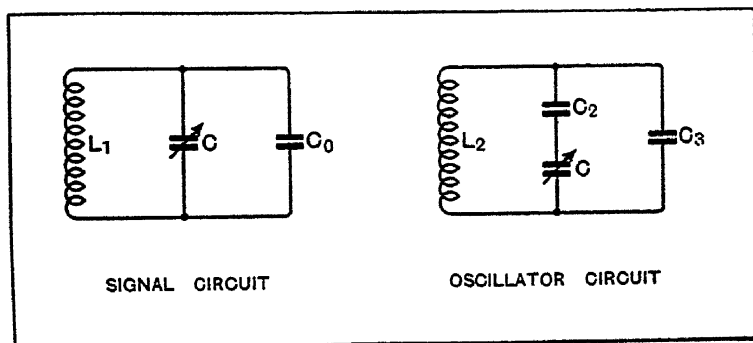 L1
C
C0
L2
C2
C
C3
SIGNAL CIRCUIT
OSCILLATOR CIRCUIT